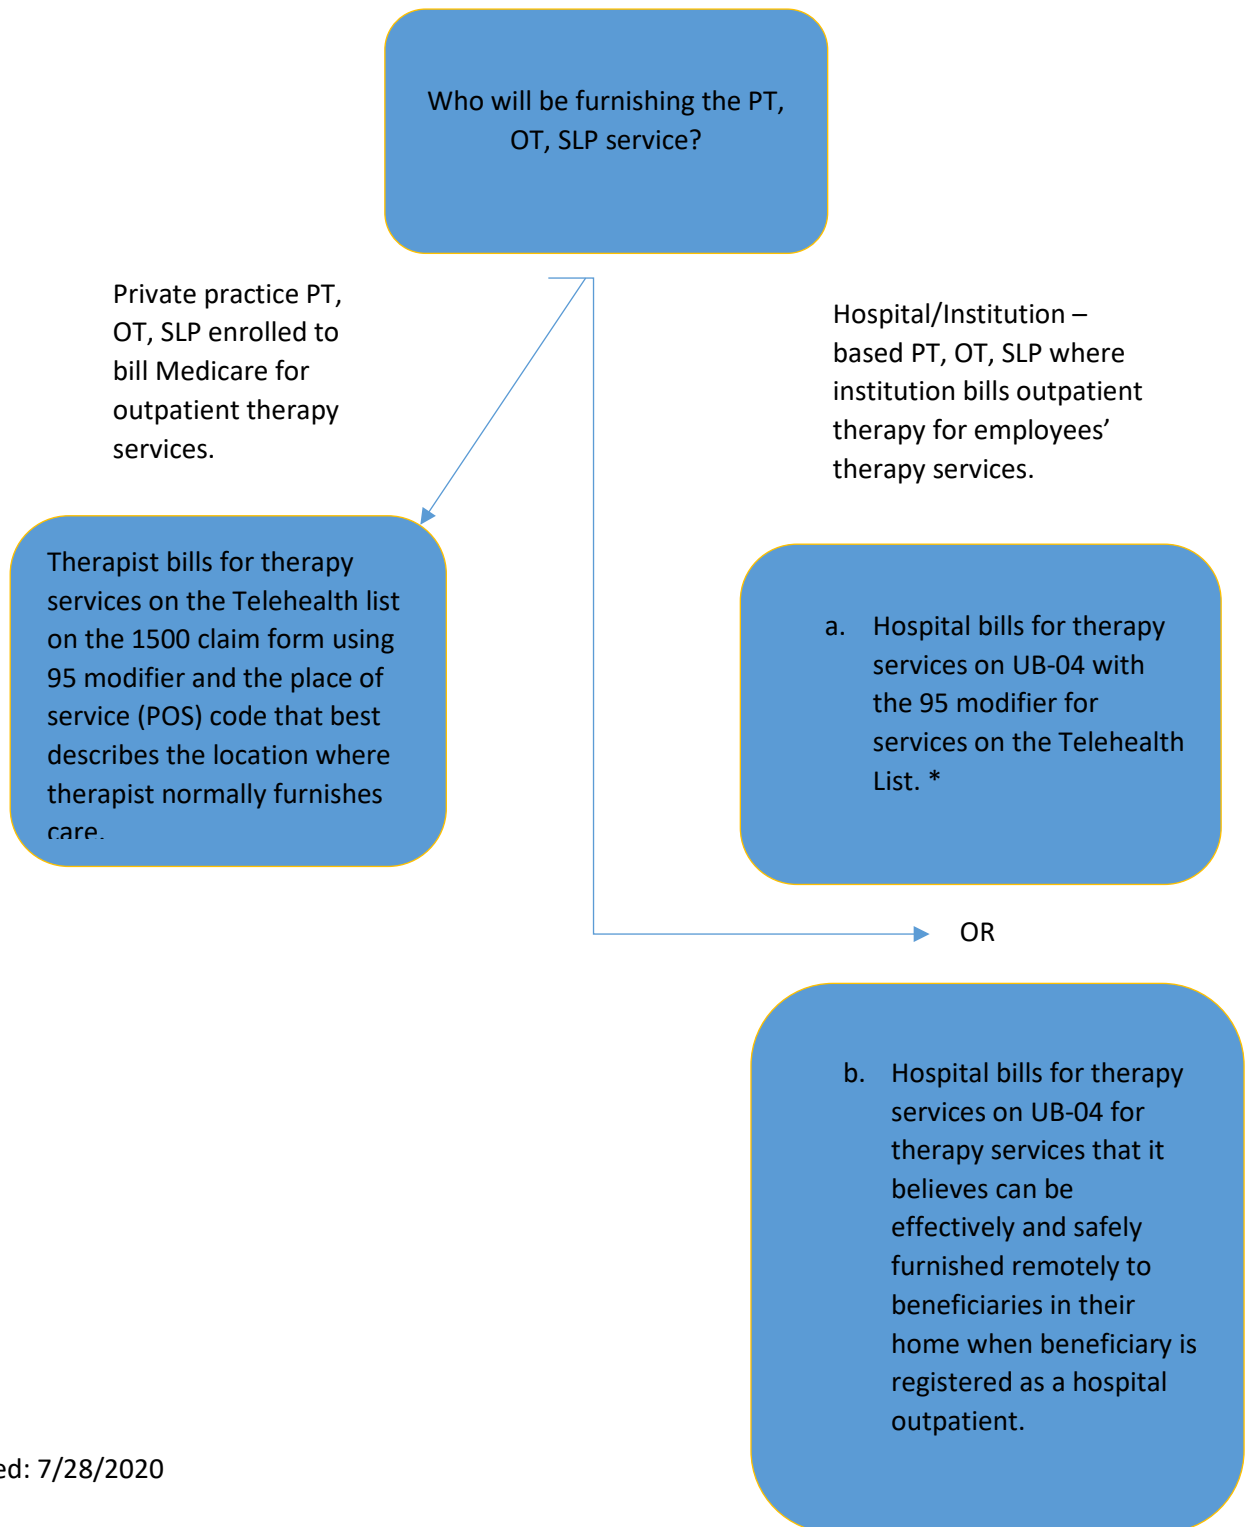 Who will be furnishing the PT,
OT, SLP service?
Private practice PT,
OT, SLP enrolled to
bill Medicare for
outpatient therapy
services.
Hospital/Institution –
based PT, OT, SLP where
institution bills outpatient
therapy for employees’
therapy services.
Therapist bills for therapy
services on the Telehealth list
on the 1500 claim form using
95 modifier and the place of
service (POS) code that best
describes the location where
therapist normally furnishes
care.
a. Hospital bills for therapy
services on UB-04 with
the 95 modifier for
services on the Telehealth
List. *
OR
b. Hospital bills for therapy
services on UB-04 for
therapy services that it
believes can be
effectively and safely
furnished remotely to
beneficiaries in their
home when beneficiary is
registered as a hospital
outpatient.
ed: 7/28/2020